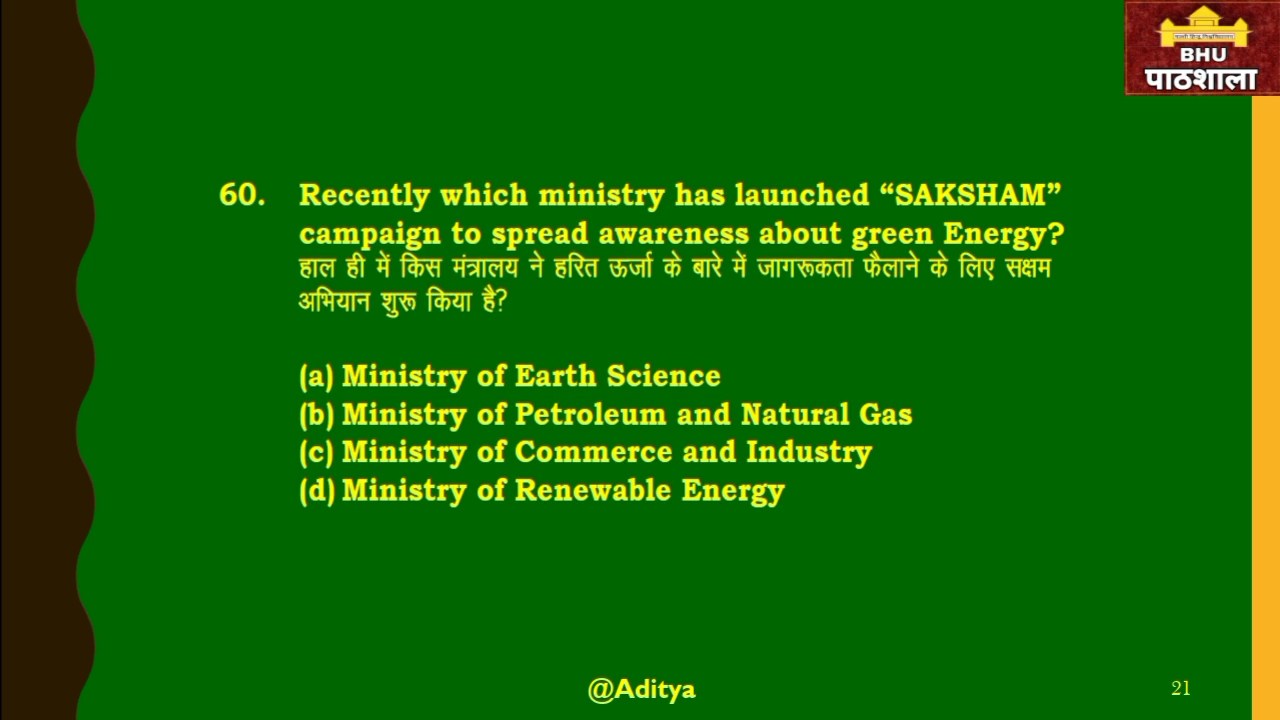 BHU
पाठशाला
60. Recently which ministry has launched “SAKSHAM”
campaign to spread awareness about green Energy?
हाल ही में किस मंत्रालय ने हरित ऊर्जा के बारे में जागरूकता फैलाने के लिए सक्षम
अभियान शुरू किया है?
(a) Ministry of Earth Science
(b) Ministry of Petroleum and Natural Gas
(c) Ministry of Commerce and Industry
(d) Ministry of Renewable Energy
@Aditya
21